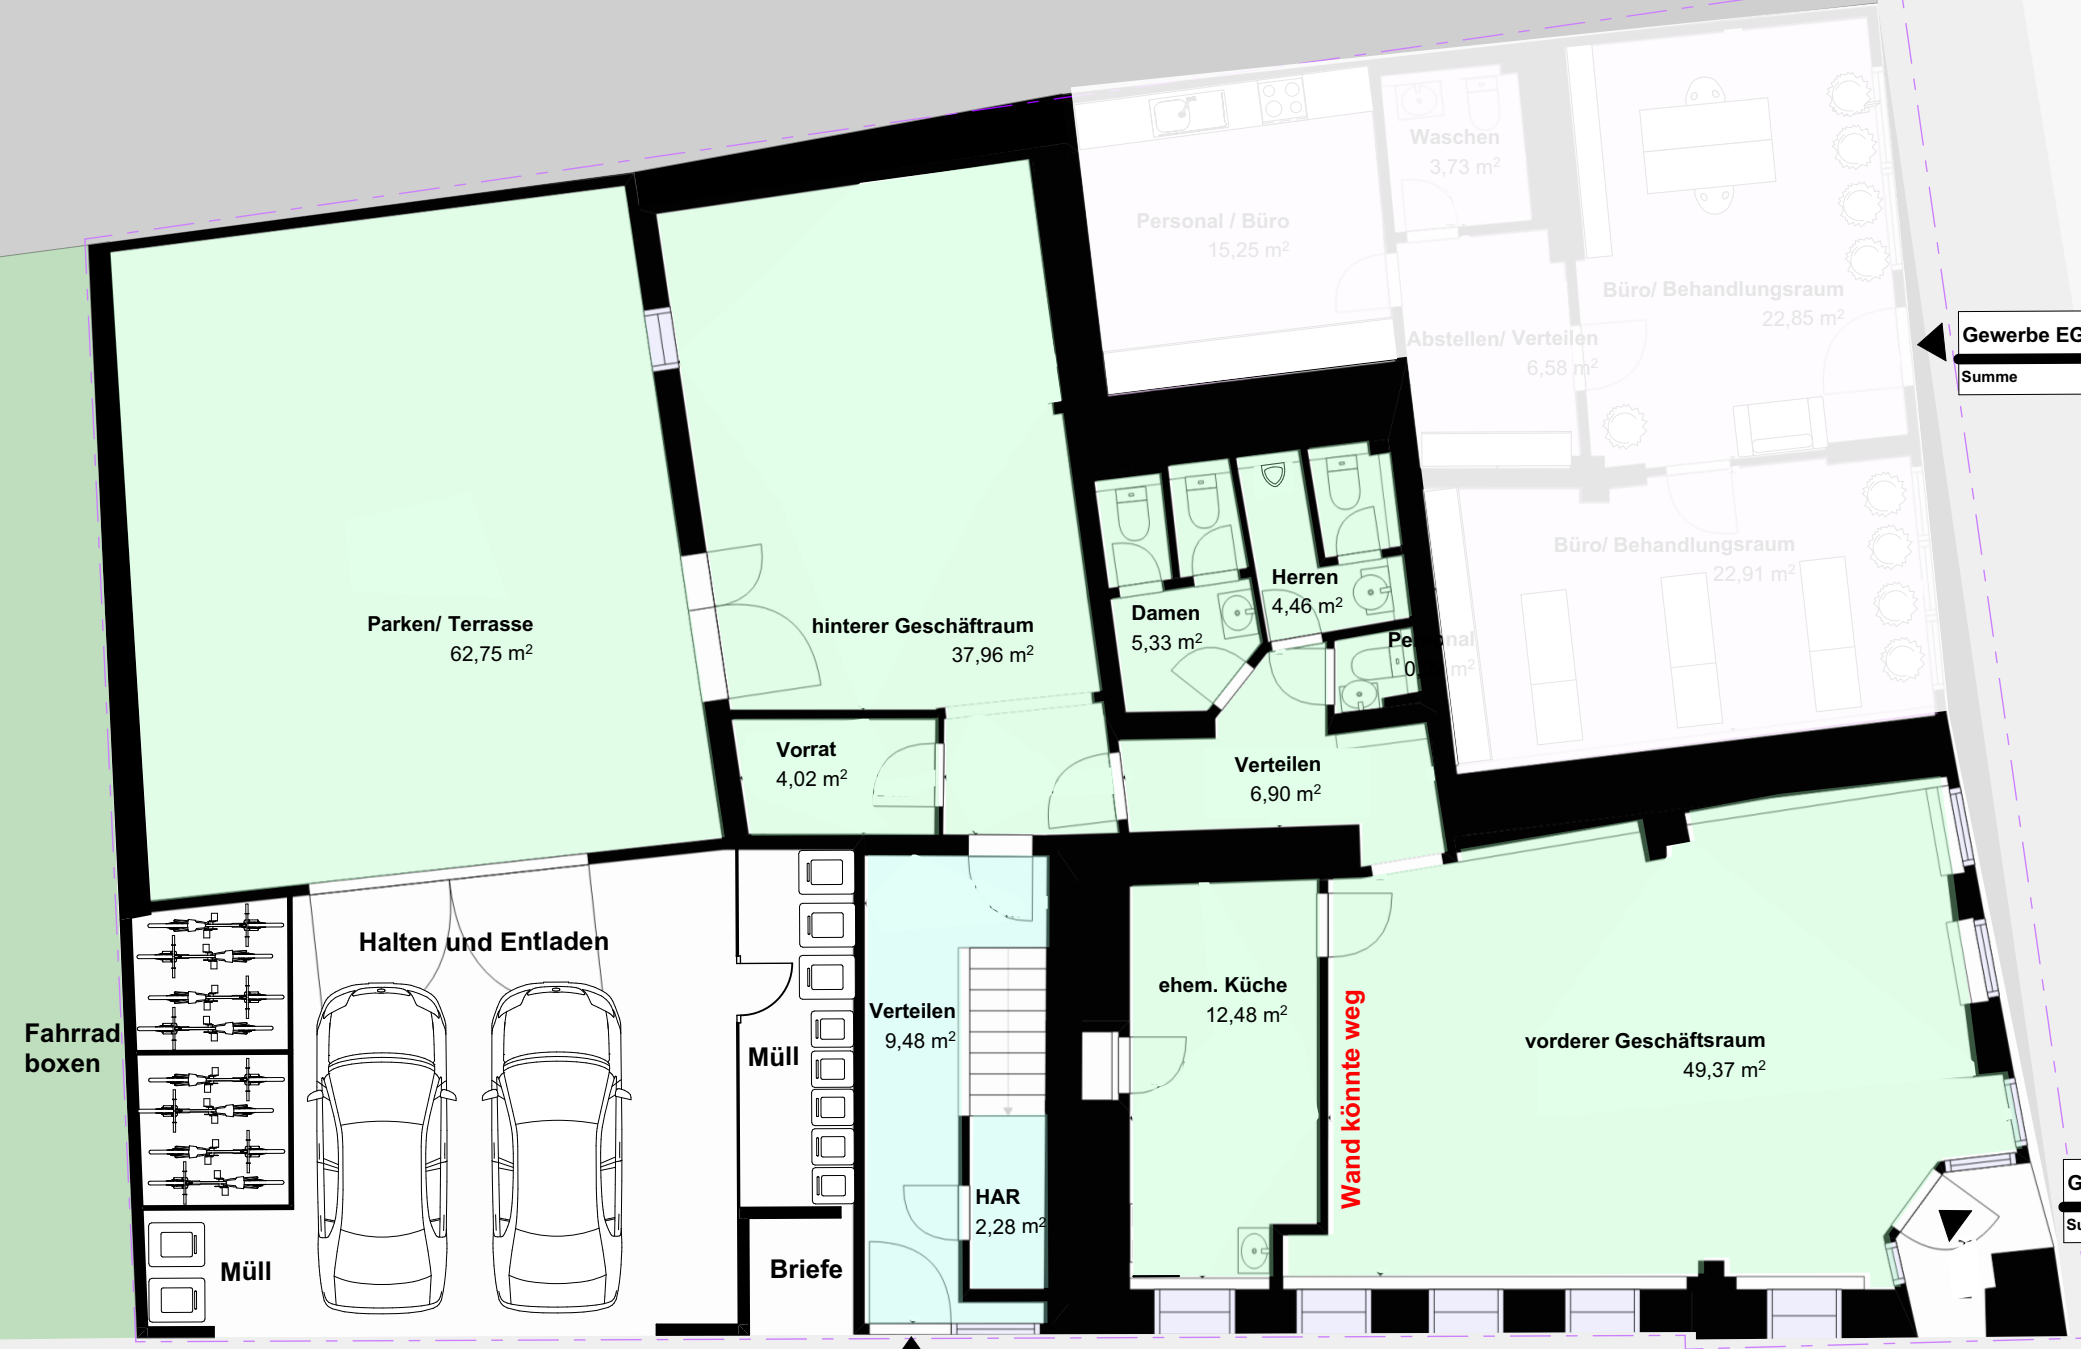 Waschen
3,73 m²
Personal / Büro
15,25 m²
Büro/ Behandlungsraum
22,85 m²
Gewerbe EG
Summe
Abstellen/ Verteilen
6,58 m²
Büro/ Behandlungsraum
22,91 m²
Parken/ Terrasse
62,75 m²
hinterer Geschäftraum
37,96 m²
Damen
5,33 m²
Herren
4,46 m²
Personal
m²
Vorrat
4,02 m²
Verteilen
6,90 m²
Halten und Entladen
Fahrrad
boxen
Müll
Verteilen
9,48 m²
ehem. Küche
12,48 m²
Wand könnte weg
vorderer Geschäftsraum
49,37 m²
HAR
2,28 m²
Müll
Briefe
G
Su